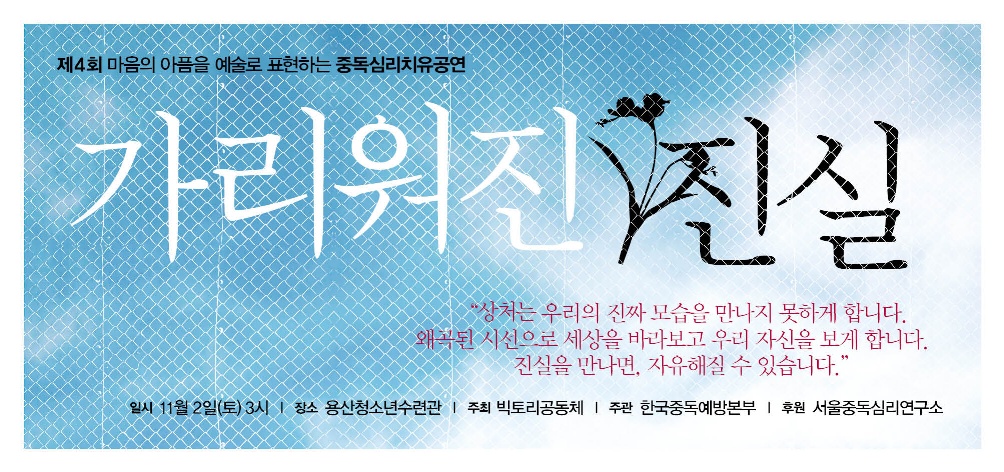 제4회 마음의 아픔을 예술로 표현하는 중독심리치유공연
가리워진 진실
“상처는 우리의 진짜 모습을 만나지 못하게 합니다.
왜곡된 시선으로 세상을 바라보고 우리 자신을 보게 합니다.
진실을 만나면, 자유해질 수 있습니다.”
일시 11월 2일(토) 3시 | 장소 용산청소년수련관 | 주최 빅토리공동체 | 주관 한국중독예방본부 | 후원 서울중독심리연구소